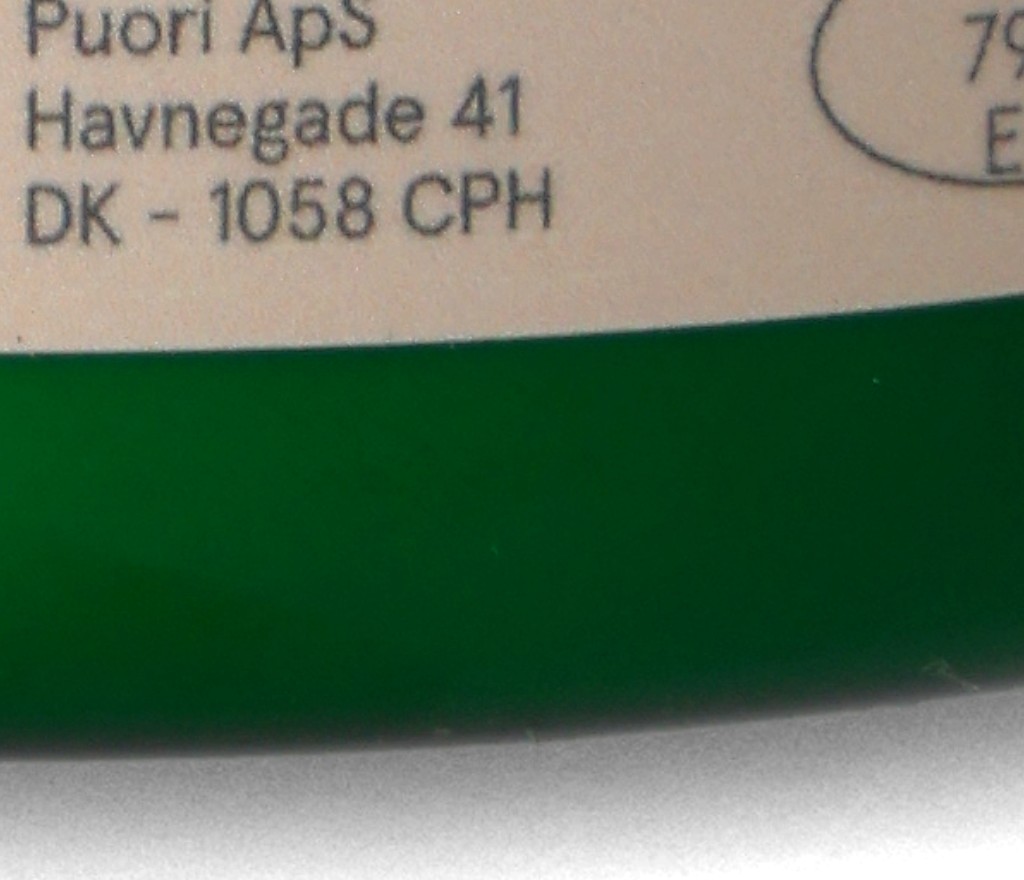 Puori ApS
Havnegade 41
DK - 1058 CPH